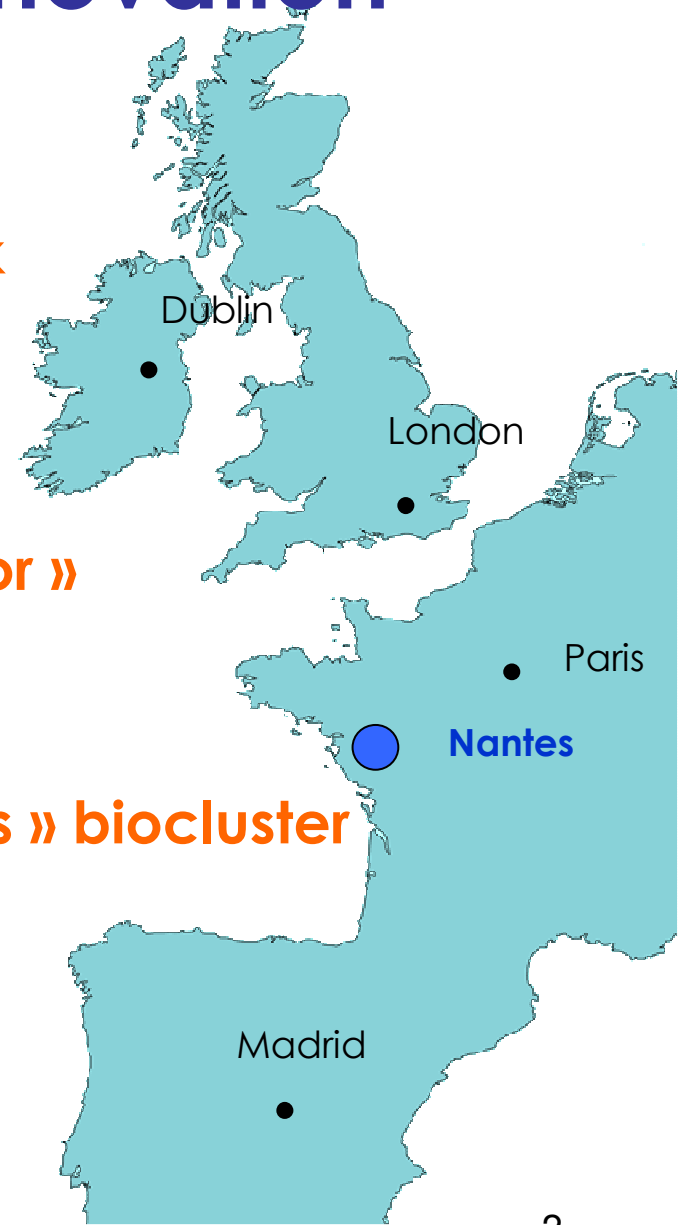 Dublin
London
or »
Paris
Nantes
s » biocluster
Madrid